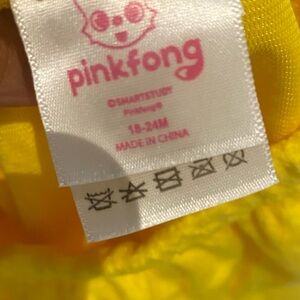 pinkfong
©SMARTSTUDY
Pinkfong®
18-24M
MADE IN CHINA